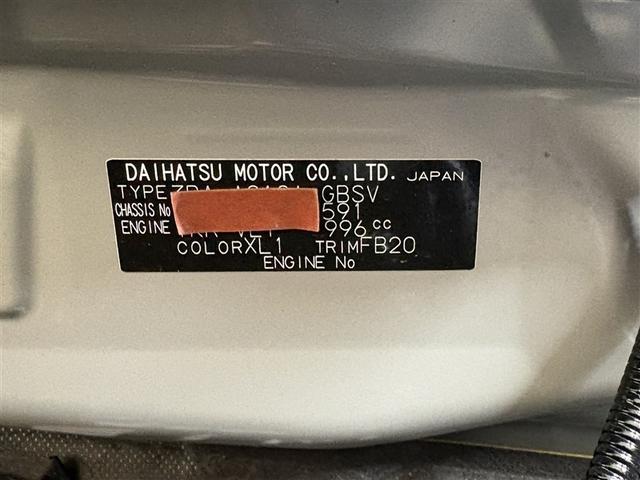 DAIHATSU MOTOR CO.,LTD. JAPAN
TYPE GBSV
CHASSIS No 591
ENGINE 996 cc
COLOR XL1 TRIM FB20
ENGINE No